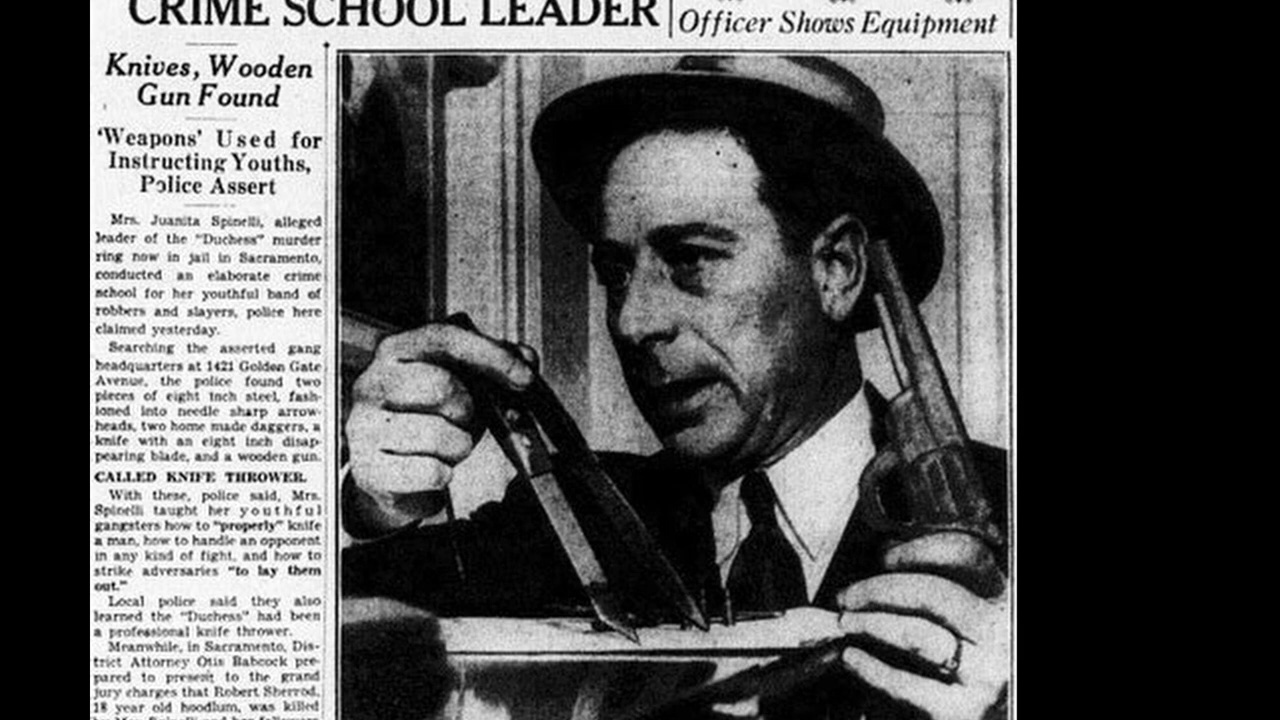 CRIME SCHOOL LEADER
Officer Shows Equipment
Knives, Wooden
Gun Found
'Weapons' Used for
Instructing Youths,
Police Assert
Mrs. Juanita Spinelli, alleged
leader of the "Duchess" murder
ring now in jail in Sacramento,
conducted an elaborate crime
school for her youthful band of
robbers and slayers, police here
claimed yesterday.
Searching the asserted gang
headquarters at 1421 Golden Gate
Avenue, the police found two
pieces of eight inch steel, fash-
ioned into needle sharp arrow-
heads, two home made daggers, a
knife with an eight inch disap-
pearing blade, and a wooden gun.
CALLED KNIFE THROWER.
With these, police said, Mrs.
Spinelli taught her youthful
gangsters how to "properly" knife
a man, how to handle an opponent
in any kind of fight, and how to
strike adversaries "to lay them
out."
Local police said they also
learned the "Duchess" had been
a professional knife thrower.
Meanwhile, in Sacramento, Dis-
trict Attorney Otis Babcock pre-
pared to present to the grand
jury charges that Robert Sherrod,
18 year old hoodlum, was killed